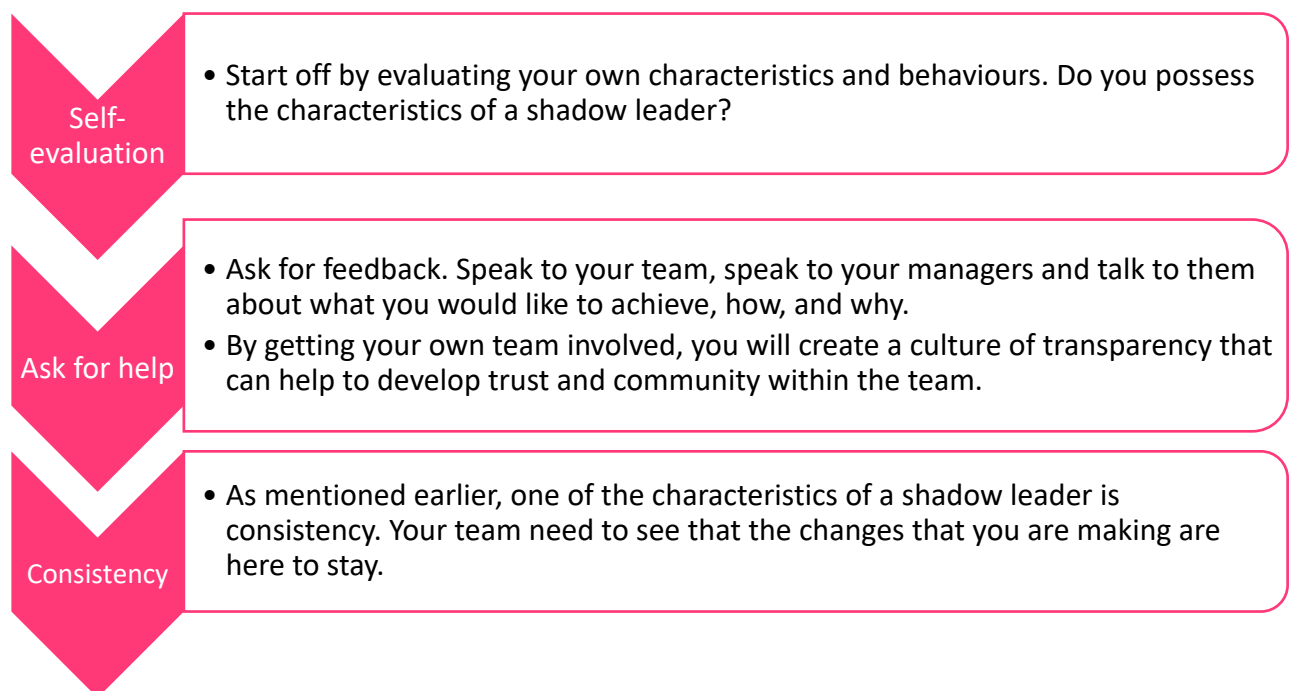 Self-
evaluation
• Start off by evaluating your own characteristics and behaviours. Do you possess
the characteristics of a shadow leader?
Ask for help
• Ask for feedback. Speak to your team, speak to your managers and talk to them
about what you would like to achieve, how, and why.
• By getting your own team involved, you will create a culture of transparency that
can help to develop trust and community within the team.
Consistency
• As mentioned earlier, one of the characteristics of a shadow leader is
consistency. Your team need to see that the changes that you are making are
here to stay.